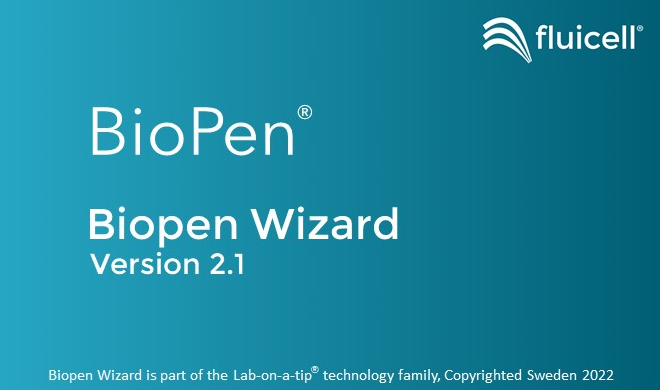 fluicell®
BioPen®
Biopen Wizard
Version 2.1
Biopen Wizard is part of the Lab-on-a-tip® technology family, Copyrighted Sweden 2022